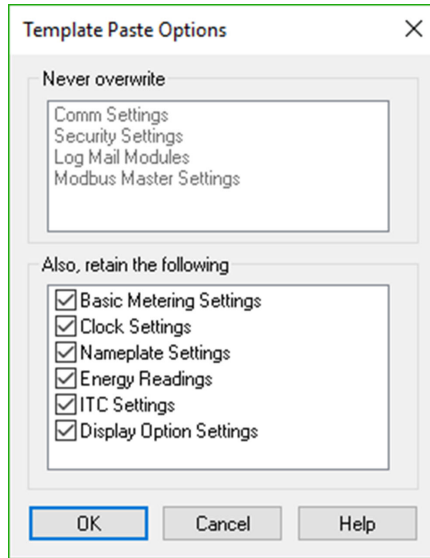 Template Paste Options
Never overwrite
Comm Settings
Security Settings
Log Mail Modules
Modbus Master Settings
Also, retain the following
Basic Metering Settings
Clock Settings
Nameplate Settings
Energy Readings
ITC Settings
Display Option Settings
OK Cancel Help